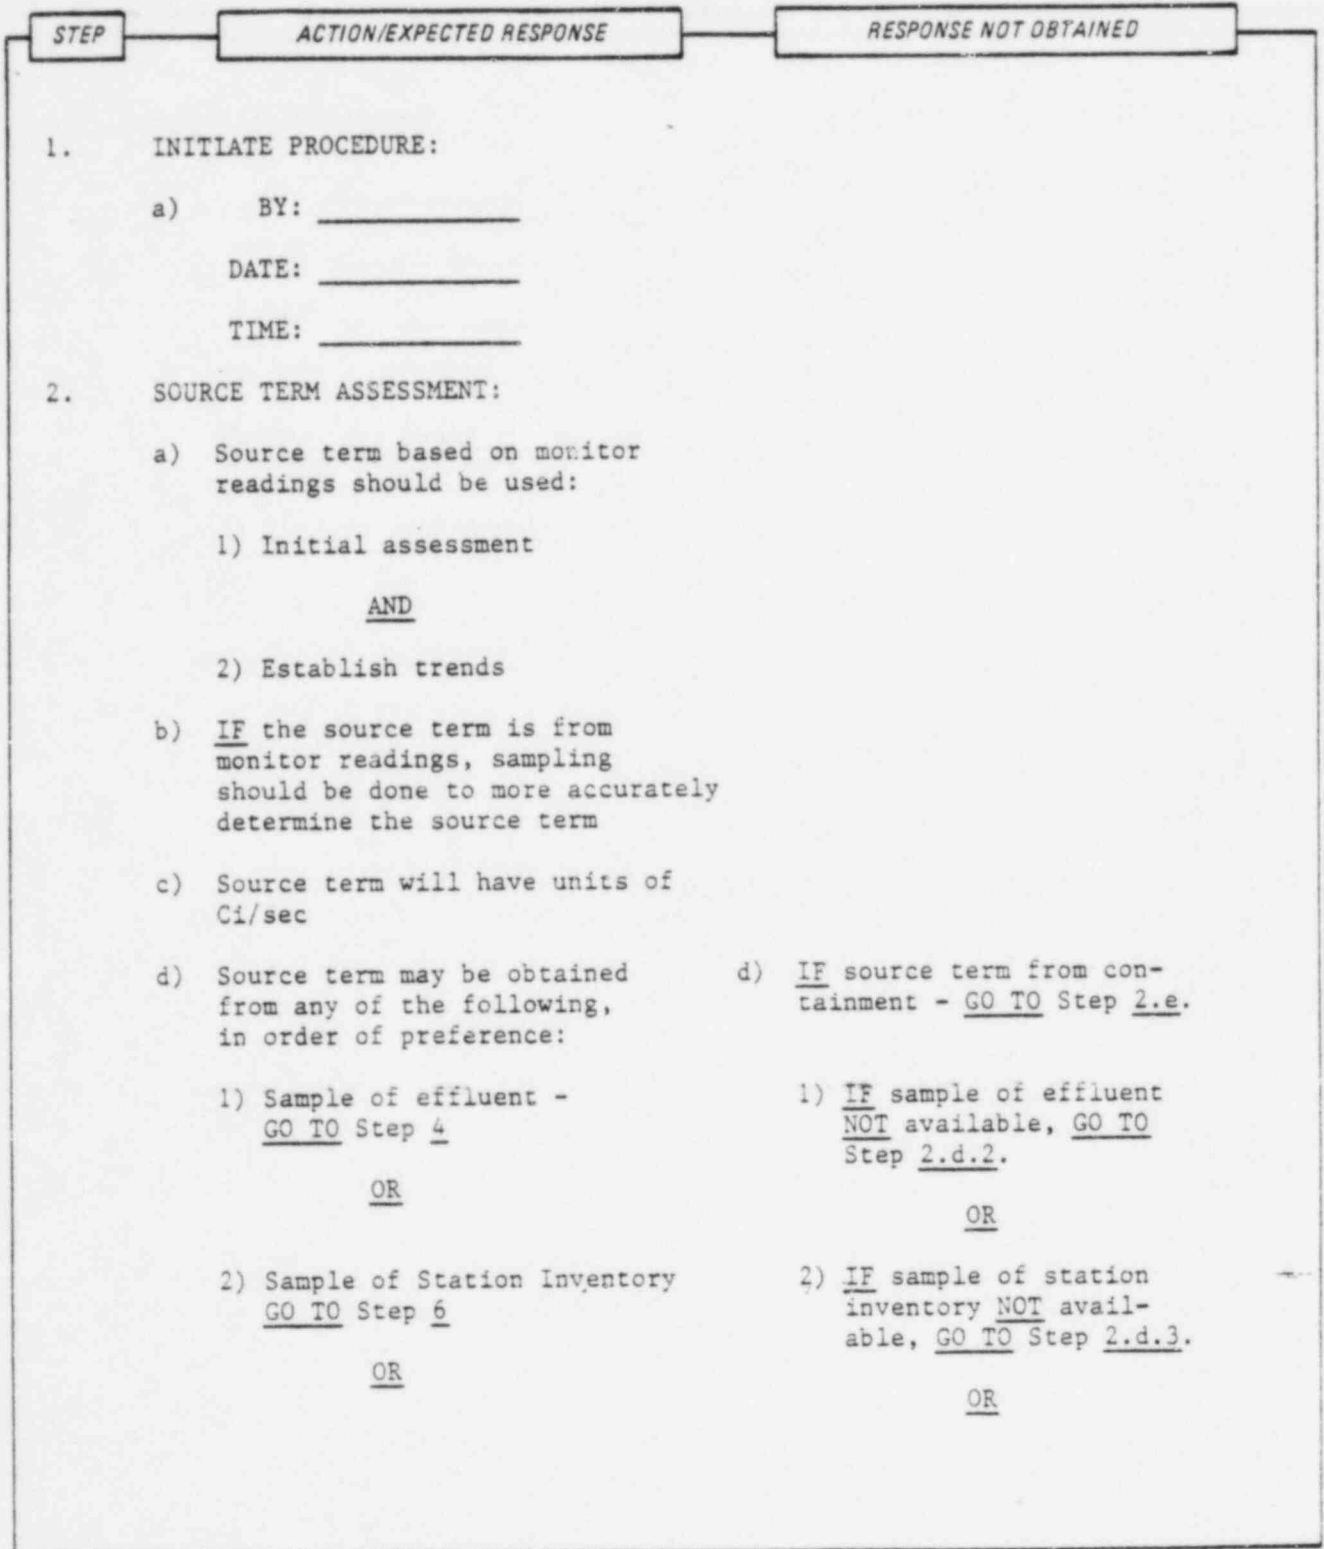 STEP ACTION/EXPECTED RESPONSE RESPONSE NOT OBTAINED
1. INITIATE PROCEDURE:
a) BY:
DATE:
TIME:
2. SOURCE TERM ASSESSMENT:
a) Source term based on monitor
readings should be used:
1) Initial assessment
AND
2) Establish trends
b) IF the source term is from
monitor readings, sampling
should be done to more accurately
determine the source term
c) Source term will have units of
Ci/sec
d) Source term may be obtained
from any of the following,
in order of preference:
1) Sample of effluent -
GO TO Step 4
OR
2) Sample of Station Inventory
GO TO Step 6
OR
d) IF source term from con-
tainment - GO TO Step 2.e.
1) IF sample of effluent
NOT available, GO TO
Step 2.d.2.
OR
2) IF sample of station
inventory NOT avail-
able, GO TO Step 2.d.3.
OR